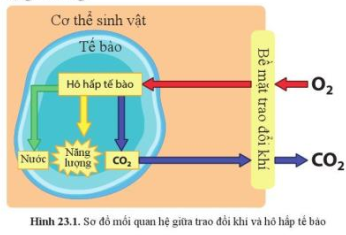 Cơ thể sinh vật
Tế bào
Hô hấp tế bào
Nước
Năng
lượng
CO₂
Bề mặt trao đổi khí
O₂
CO₂
Hình 23.1. Sơ đồ mối quan hệ giữa trao đổi khí và hô hấp tế bào